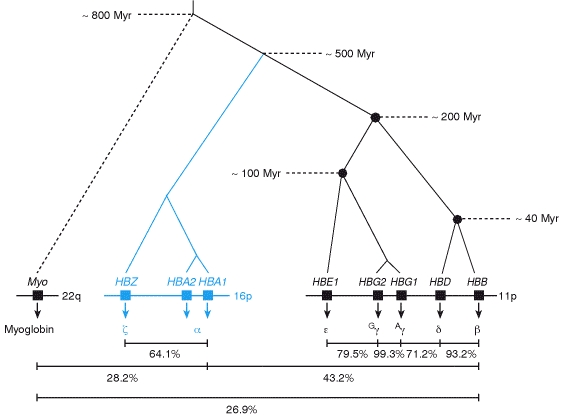 ~ 800 Myr
~ 500 Myr
~ 200 Myr
~ 100 Myr
~ 40 Myr
Myo HBZ HBA2 HBA1 HBE1 HBG2 HBG1 HBD HBB
22q 16p 11p
Myoglobin ζ α ε Gγ Aγ δ β
64.1% 79.5% 99.3% 71.2% 93.2%
28.2% 43.2%
26.9%